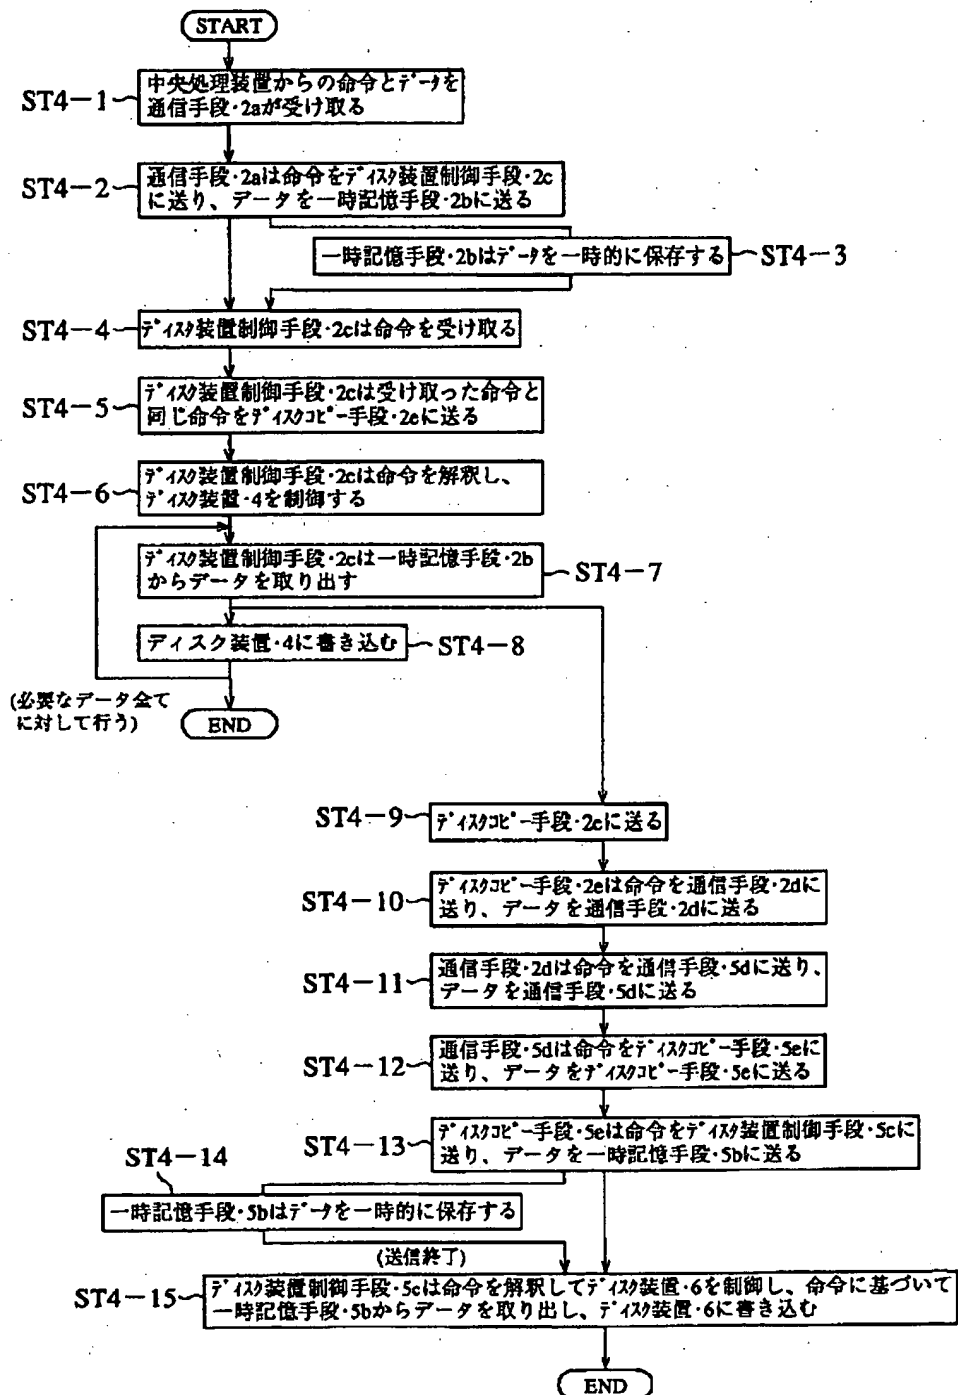 START
ST4-1
中央処理装置からの命令とデータを
通信手段・2aが受け取る
ST4-2
通信手段・2aは命令をディスク装置制御手段・2c
に送り、データを一時記憶手段・2bに送る
一時記憶手段・2bはデータを一時的に保存する
ST4-3
ST4-4
ディスク装置制御手段・2cは命令を受け取る
ST4-5
ディスク装置制御手段・2cは受け取った命令と
同じ命令をディスクコピー手段・2eに送る
ST4-6
ディスク装置制御手段・2cは命令を解釈し、
ディスク装置・4を制御する
ディスク装置制御手段・2cは一時記憶手段・2b
からデータを取り出す
ST4-7
ディスク装置・4に書き込む
ST4-8
(必要なデータ全て
に対して行う)
END
ST4-9
ディスクコピー手段・2eに送る
ST4-10
ディスクコピー手段・2eは命令を通信手段・2dに
送り、データを通信手段・2dに送る
ST4-11
通信手段・2dは命令を通信手段・5dに送り、
データを通信手段・5dに送る
ST4-12
通信手段・5dは命令をディスクコピー手段・5eに
送り、データをディスクコピー手段・5eに送る
ST4-13
ディスクコピー手段・5eは命令をディスク装置制御手段・5cに
送り、データを一時記憶手段・5bに送る
ST4-14
一時記憶手段・5bはデータを一時的に保存する
(送信終了)
ST4-15
ディスク装置制御手段・5cは命令を解釈してディスク装置・6を制御し、命令に基づいて
一時記憶手段・5bからデータを取り出し、ディスク装置・6に書き込む
END